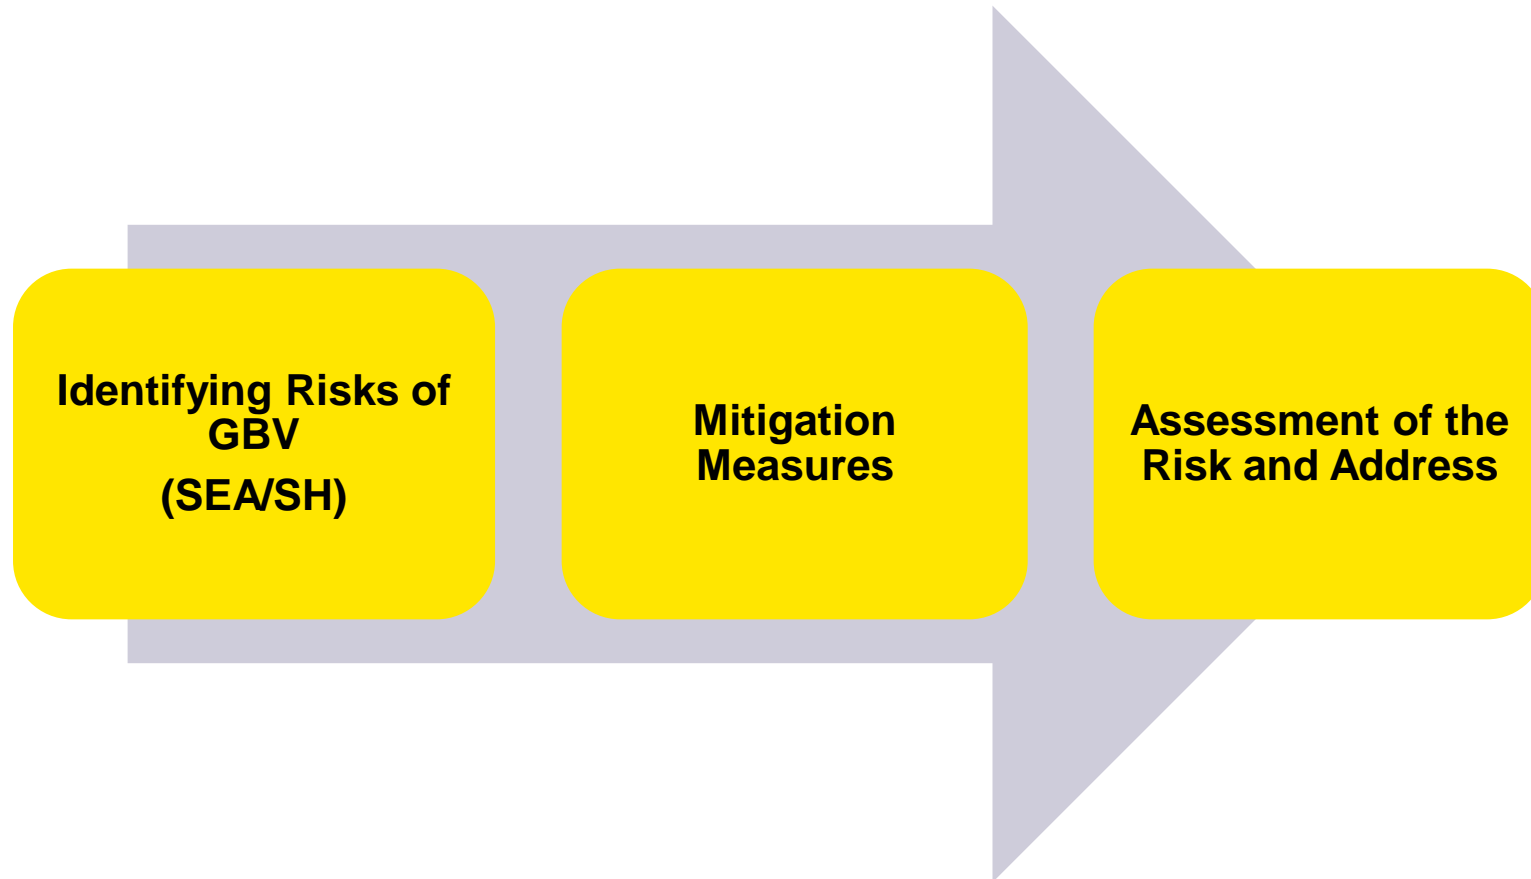 Identifying Risks of
GBV
(SEA/SH)
Mitigation
Measures
Assessment of the
Risk and Address